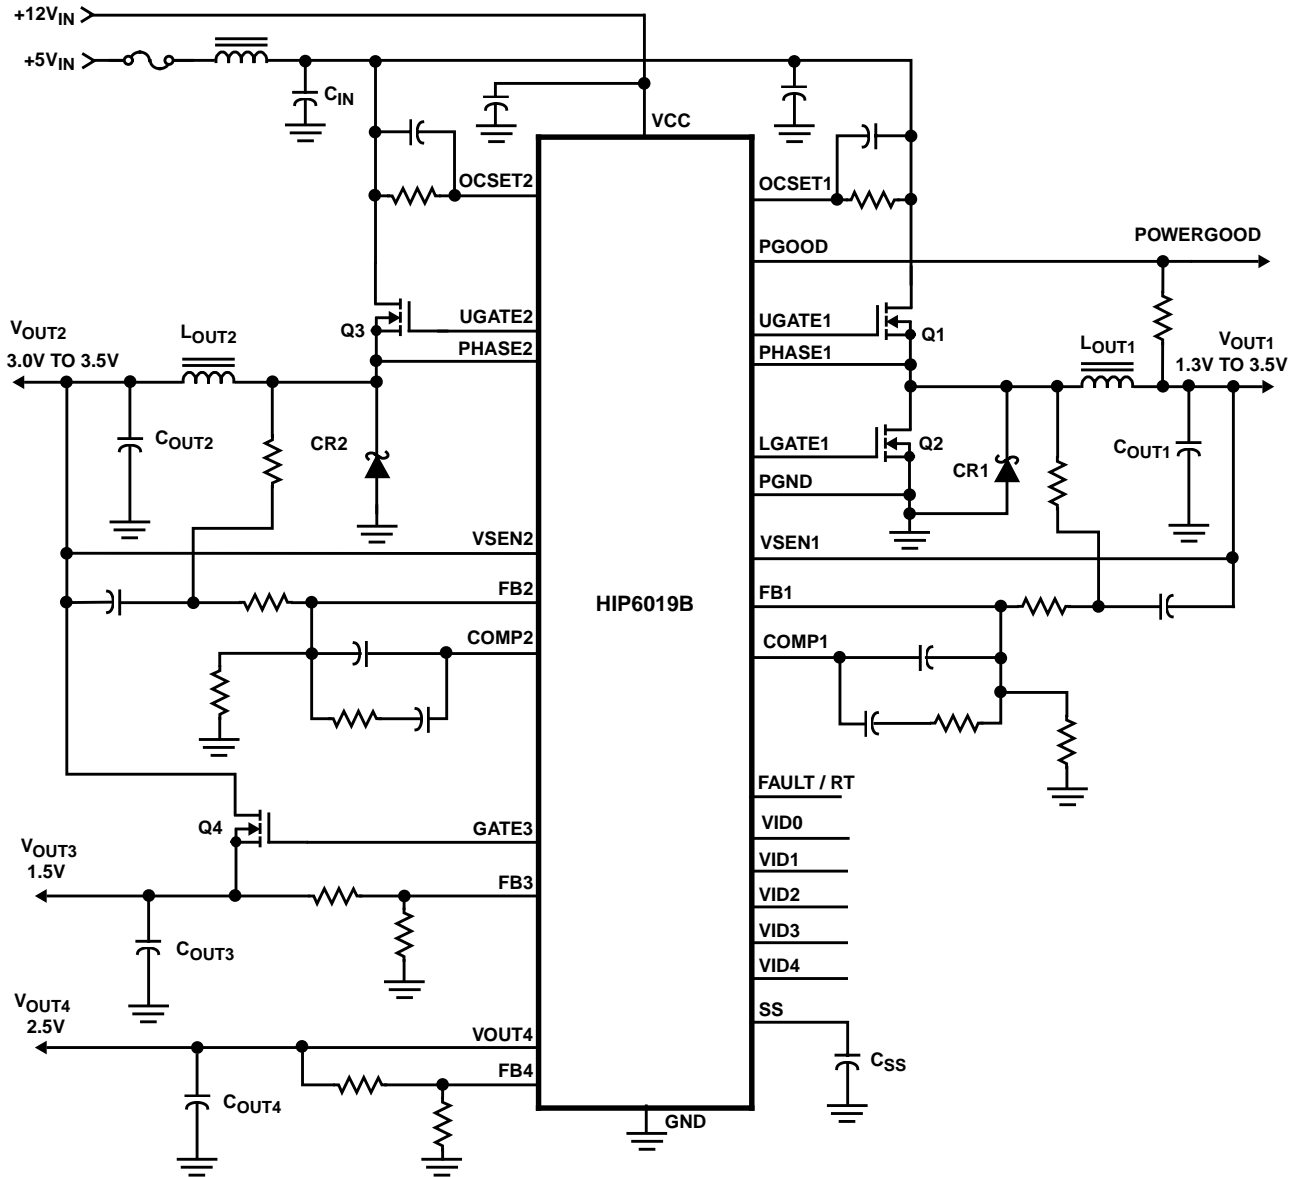 +12VIN
+5VIN
CIN
VCC
OCSET2
OCSET1
PGOOD
POWERGOOD
Q3
UGATE2
UGATE1
Q1
PHASE2
PHASE1
VOUT2
3.0V TO 3.5V
LOUT2
LOUT1
VOUT1
1.3V TO 3.5V
COUT2
CR2
LGATE1
Q2
CR1
COUT1
PGND
VSEN2
VSEN1
FB2
HIP6019B
FB1
COMP2
COMP1
FAULT / RT
Q4
GATE3
VID0
VOUT3
1.5V
VID1
FB3
VID2
COUT3
VID3
VID4
VOUT4
2.5V
SS
VOUT4
FB4
CSS
COUT4
GND